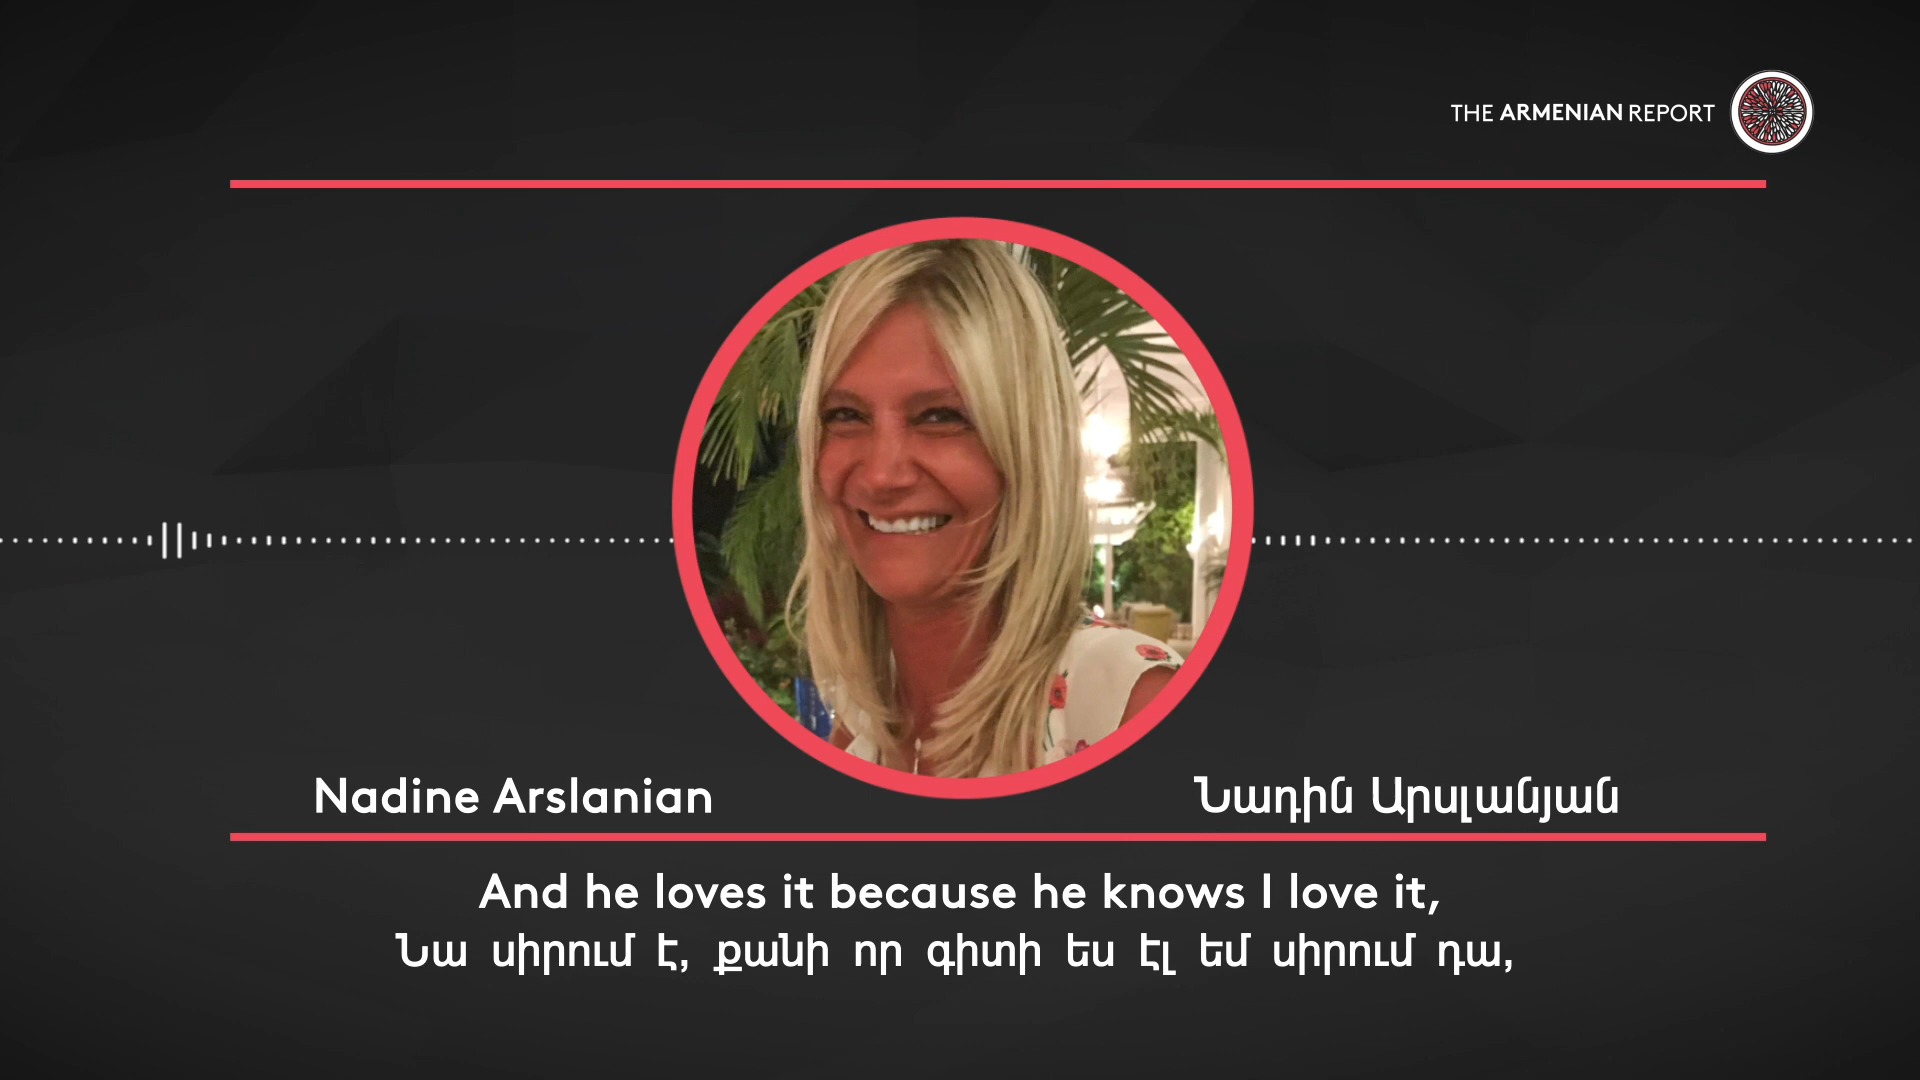 THE ARMENIAN REPORT
Nadine Arslanian
Նադին Արսլանյան
And he loves it because he knows I love it,
Նա սիրում է, քանի որ գիտի ես էլ եմ սիրում դա,